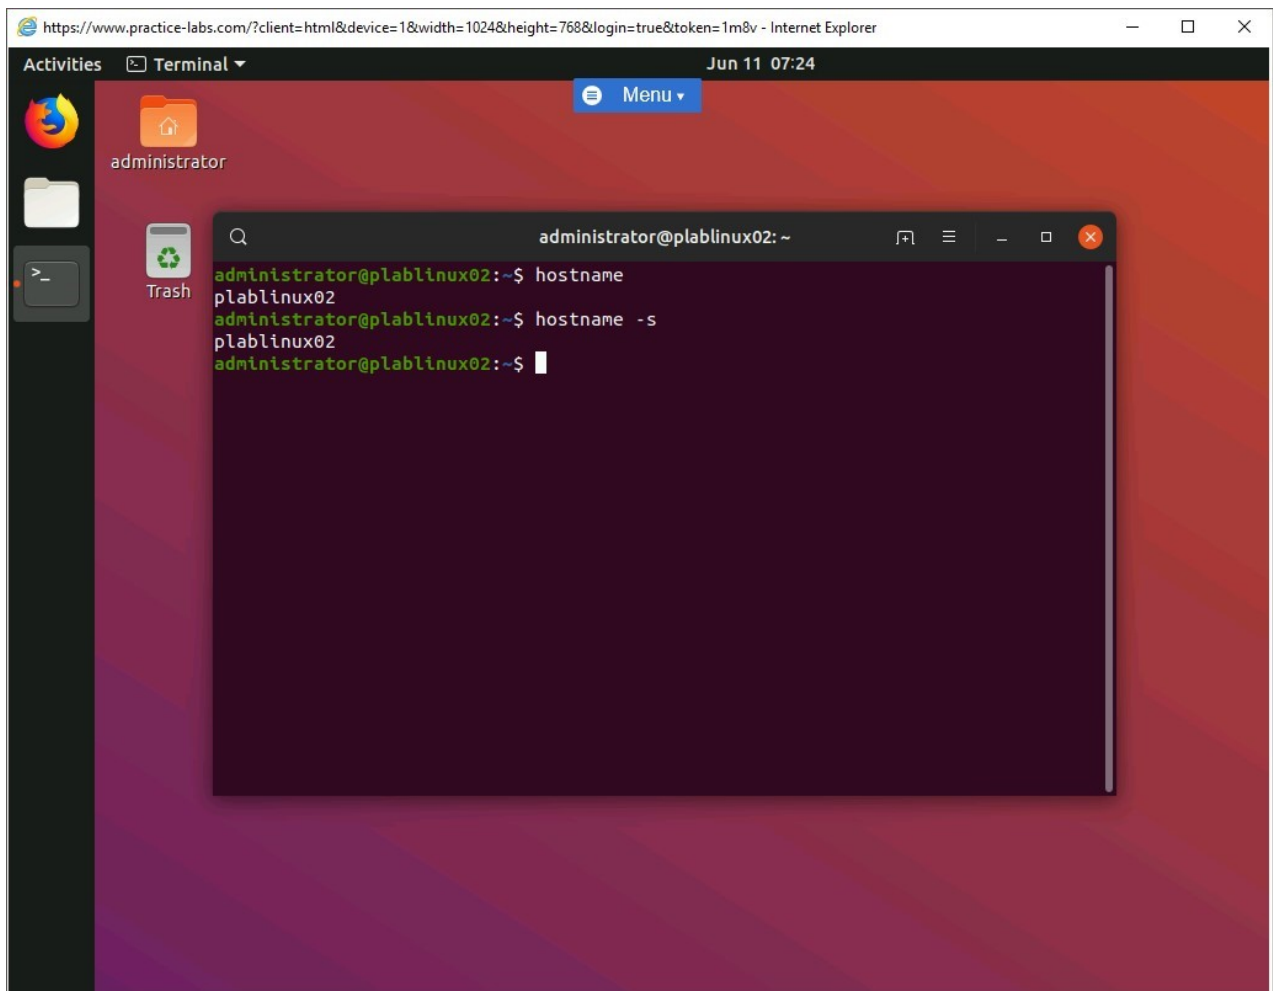 https://www.practice-labs.com/?client=html&device=1&width=1024&height=768&login=true&token=1m8v - Internet Explorer
Activities Terminal Jun 11 07:24
Menu
administrator
Trash
administrator@plablinux02: ~
administrator@plablinux02:~$ hostname
plablinux02
administrator@plablinux02:~$ hostname -s
plablinux02
administrator@plablinux02:~$